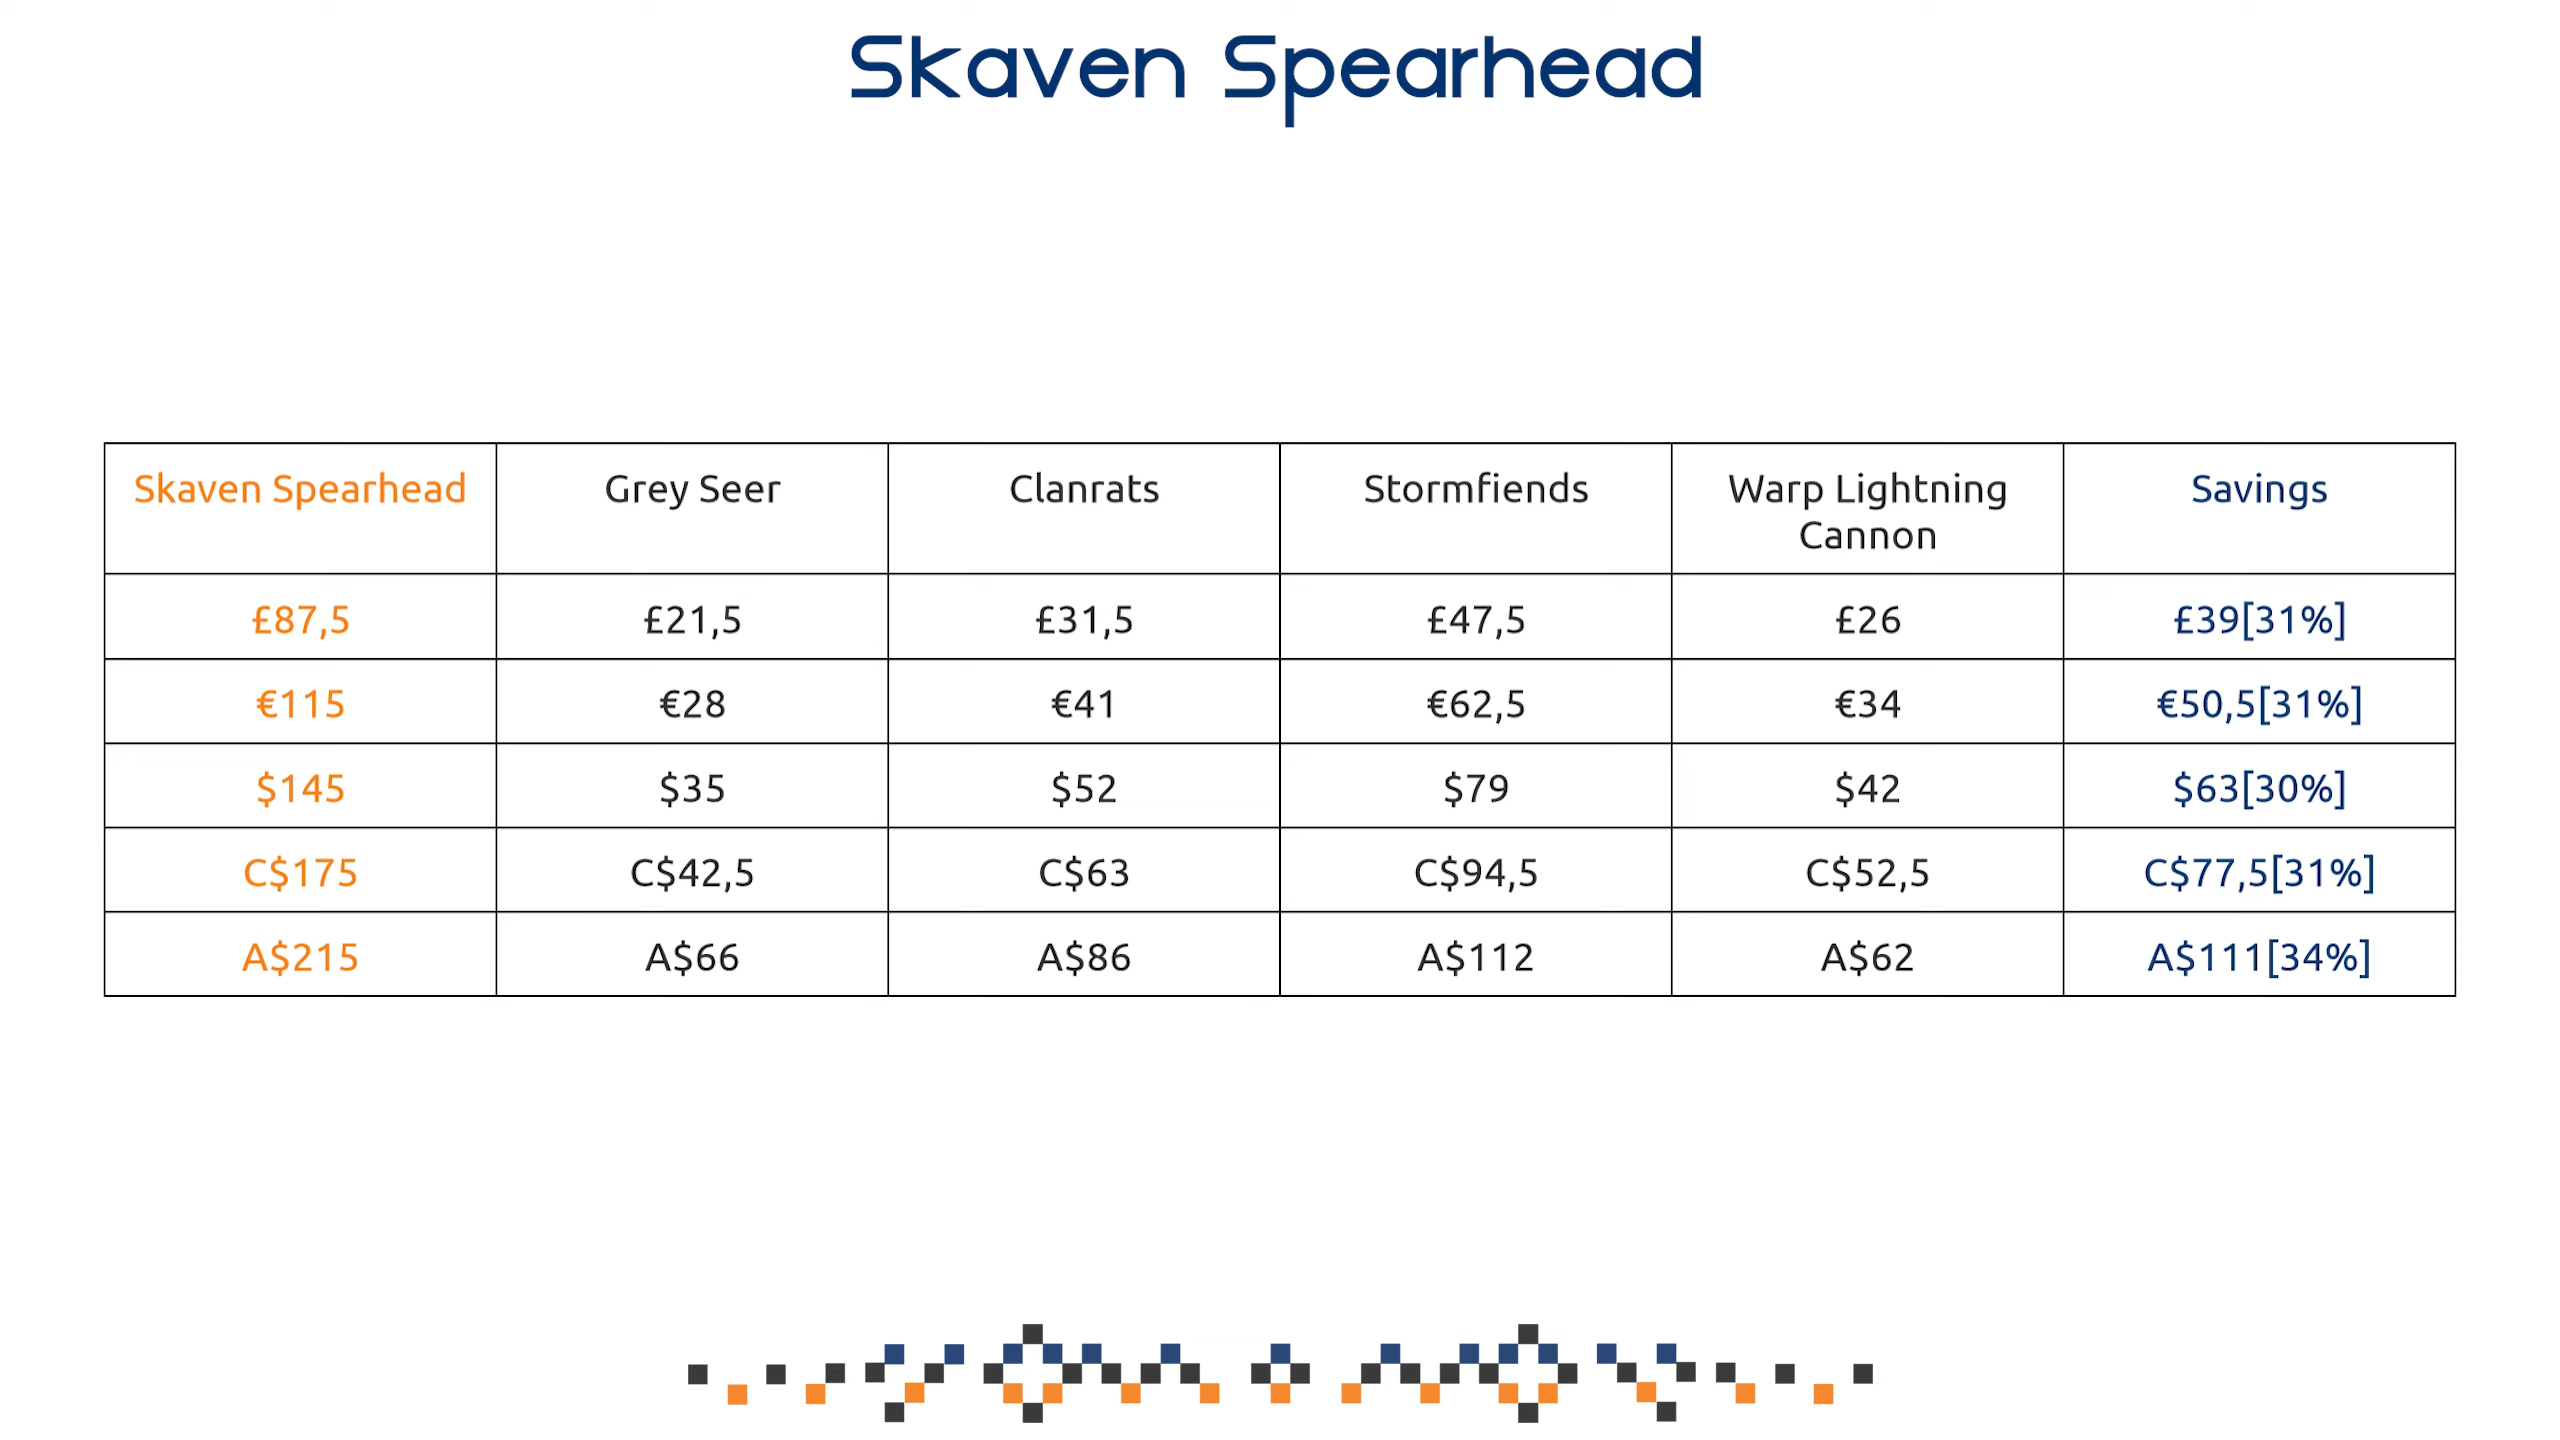 Skaven Spearhead
Skaven Spearhead Grey Seer Clanrats Stormfiends Warp Lightning Cannon Savings
£87,5 £21,5 £31,5 £47,5 £26 £39[31%]
€115 €28 €41 €62,5 €34 €50,5[31%]
$145 $35 $52 $79 $42 $63[30%]
C$175 C$42,5 C$63 C$94,5 C$52,5 C$77,5[31%]
A$215 A$66 A$86 A$112 A$62 A$111[34%]